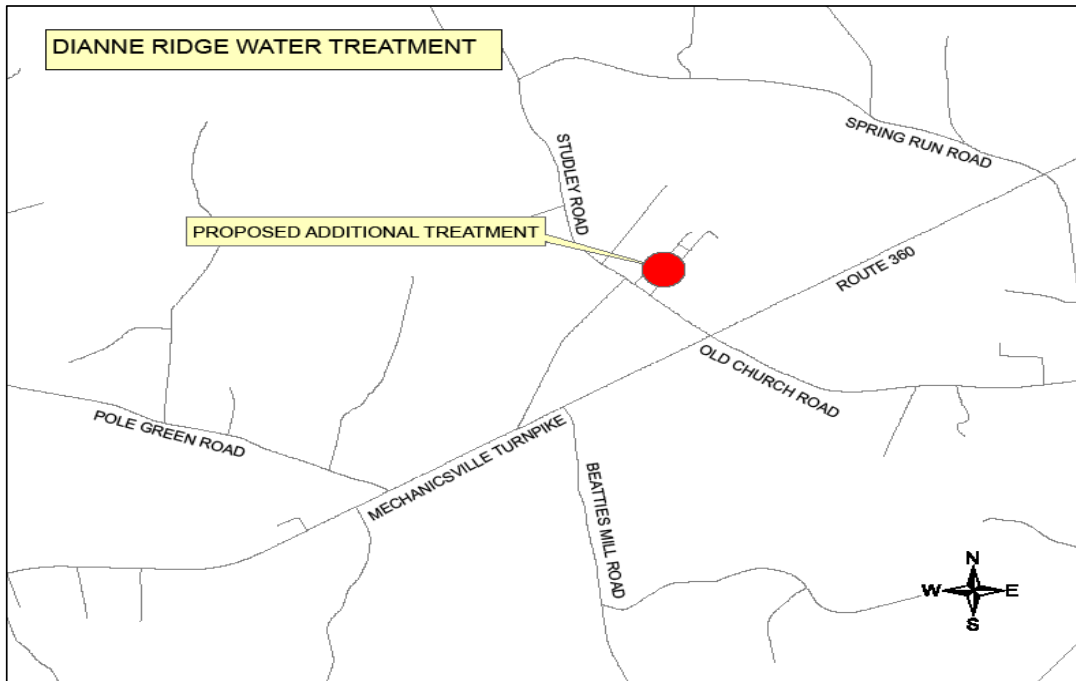 DIANNE RIDGE WATER TREATMENT
SPRING RUN ROAD
STUDLEY ROAD
PROPOSED ADDITIONAL TREATMENT
ROUTE 360
OLD CHURCH ROAD
POLE GREEN ROAD
MECHANICSVILLE TURNPIKE
BEATTIES MILL ROAD
N
W E
S